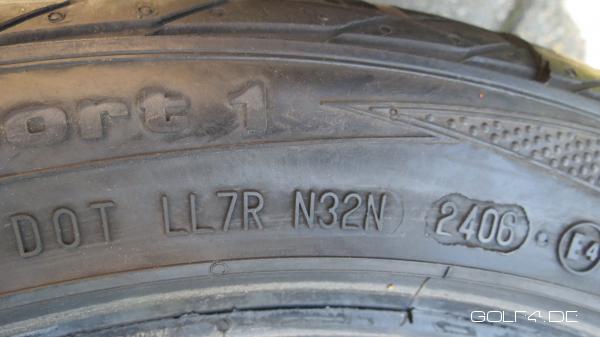 ort 1
DOT LL7R N32N 2406 E4
GOLF4.DE